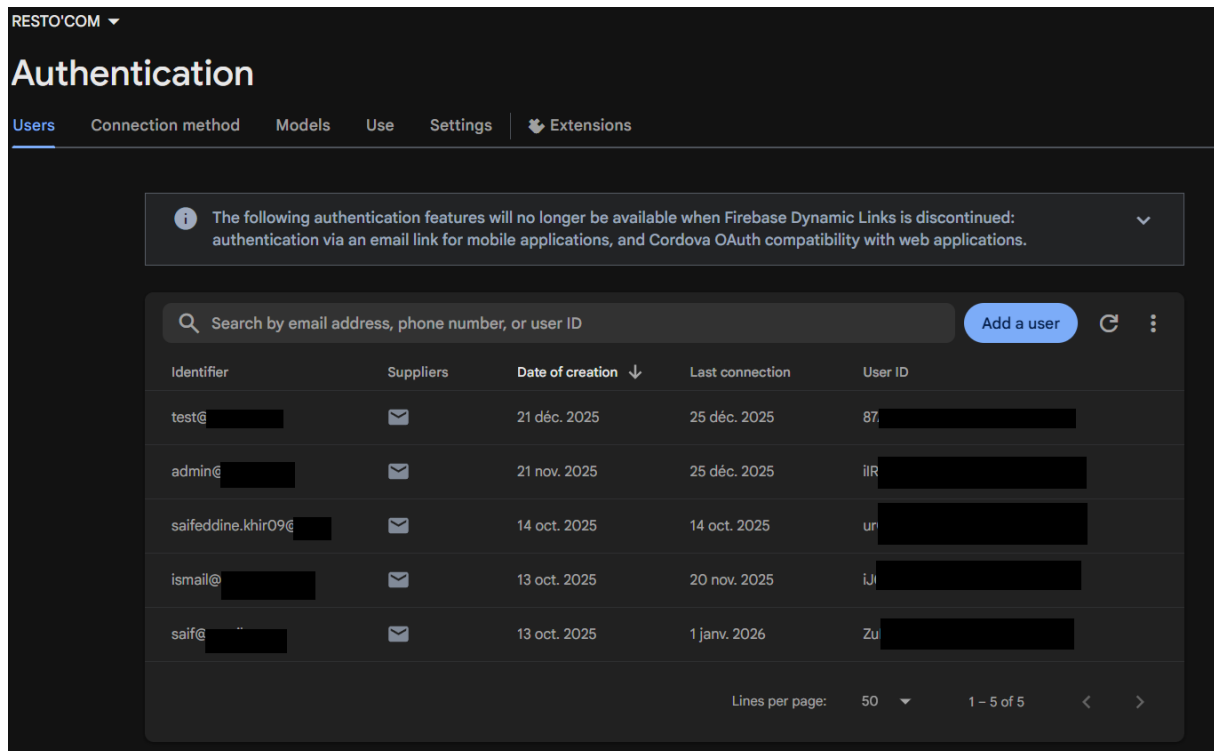 RESTO'COM
Authentication
Users Connection method Models Use Settings Extensions
The following authentication features will no longer be available when Firebase Dynamic Links is discontinued:
authentication via an email link for mobile applications, and Cordova OAuth compatibility with web applications.
Search by email address, phone number, or user ID Add a user
Identifier Suppliers Date of creation Last connection User ID
test@ 21 déc. 2025 25 déc. 2025 87
admin@ 21 nov. 2025 25 déc. 2025 iIR
saifeddine.khir09@ 14 oct. 2025 14 oct. 2025 ur
ismail@ 13 oct. 2025 20 nov. 2025 iJ
saif@ 13 oct. 2025 1 janv. 2026 Zu
Lines per page: 50 1 – 5 of 5